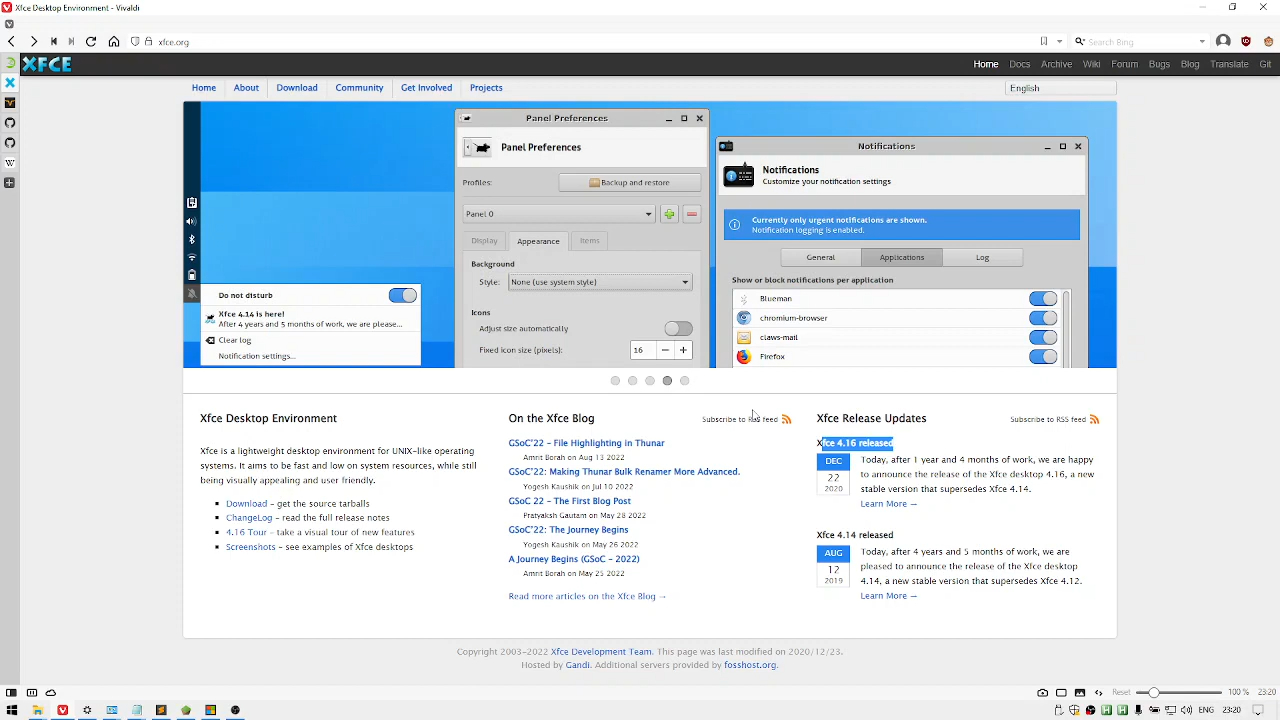 Xfce Desktop Environment - Vivaldi
xfce.org
Search Bing
XFCE
Home Docs Archive Wiki Forum Bugs Blog Translate Git
Home About Download Community Get Involved Projects
English
Panel Preferences
Panel Preferences
Profiles:
Backup and restore
Panel 0
Display Appearance Items
Background
Style:
None (use system style)
Icons
Adjust size automatically
Fixed icon size (pixels):
16
Notifications
Notifications
Customize your notification settings
Currently only urgent notifications are shown.
Notification logging is enabled.
General Applications Log
Show or block notifications per application
Blueman
chromium-browser
claws-mail
Firefox
Do not disturb
Xfce 4.14 is here!
After 4 years and 5 months of work, we are please...
Clear log
Notification settings...
Xfce Desktop Environment
Xfce is a lightweight desktop environment for UNIX-like operating
systems. It aims to be fast and low on system resources, while still
being visually appealing and user friendly.
Download - get the source tarballs
ChangeLog - read the full release notes
4.16 Tour - take a visual tour of new features
Screenshots - see examples of Xfce desktops
On the Xfce Blog
Subscribe to RSS feed
GSoC'22 - File Highlighting in Thunar
Amrit Borah on Aug 13 2022
GSoC'22: Making Thunar Bulk Renamer More Advanced.
Yogesh Kaushik on Jul 10 2022
GSOC 22 - The First Blog Post
Pratyaksh Gautam on May 28 2022
GSoC'22: The Journey Begins
Yogesh Kaushik on May 26 2022
A Journey Begins (GSoC - 2022)
Amrit Borah on May 25 2022
Read more articles on the Xfce Blog →
Xfce Release Updates
Subscribe to RSS feed
Xfce 4.16 released
DEC
22
2020
Today, after 1 year and 4 months of work, we are happy
to announce the release of the Xfce desktop 4.16, a new
stable version that supersedes Xfce 4.14.
Learn More →
Xfce 4.14 released
AUG
12
2019
Today, after 4 years and 5 months of work, we are
pleased to announce the release of the Xfce desktop
4.14, a new stable version that supersedes Xfce 4.12.
Learn More →
Copyright 2003-2022 Xfce Development Team. This page was last modified on 2020/12/23.
Hosted by Gandi. Additional servers provided by fosshost.org.
Reset
100 %
23:20
ENG
23:20